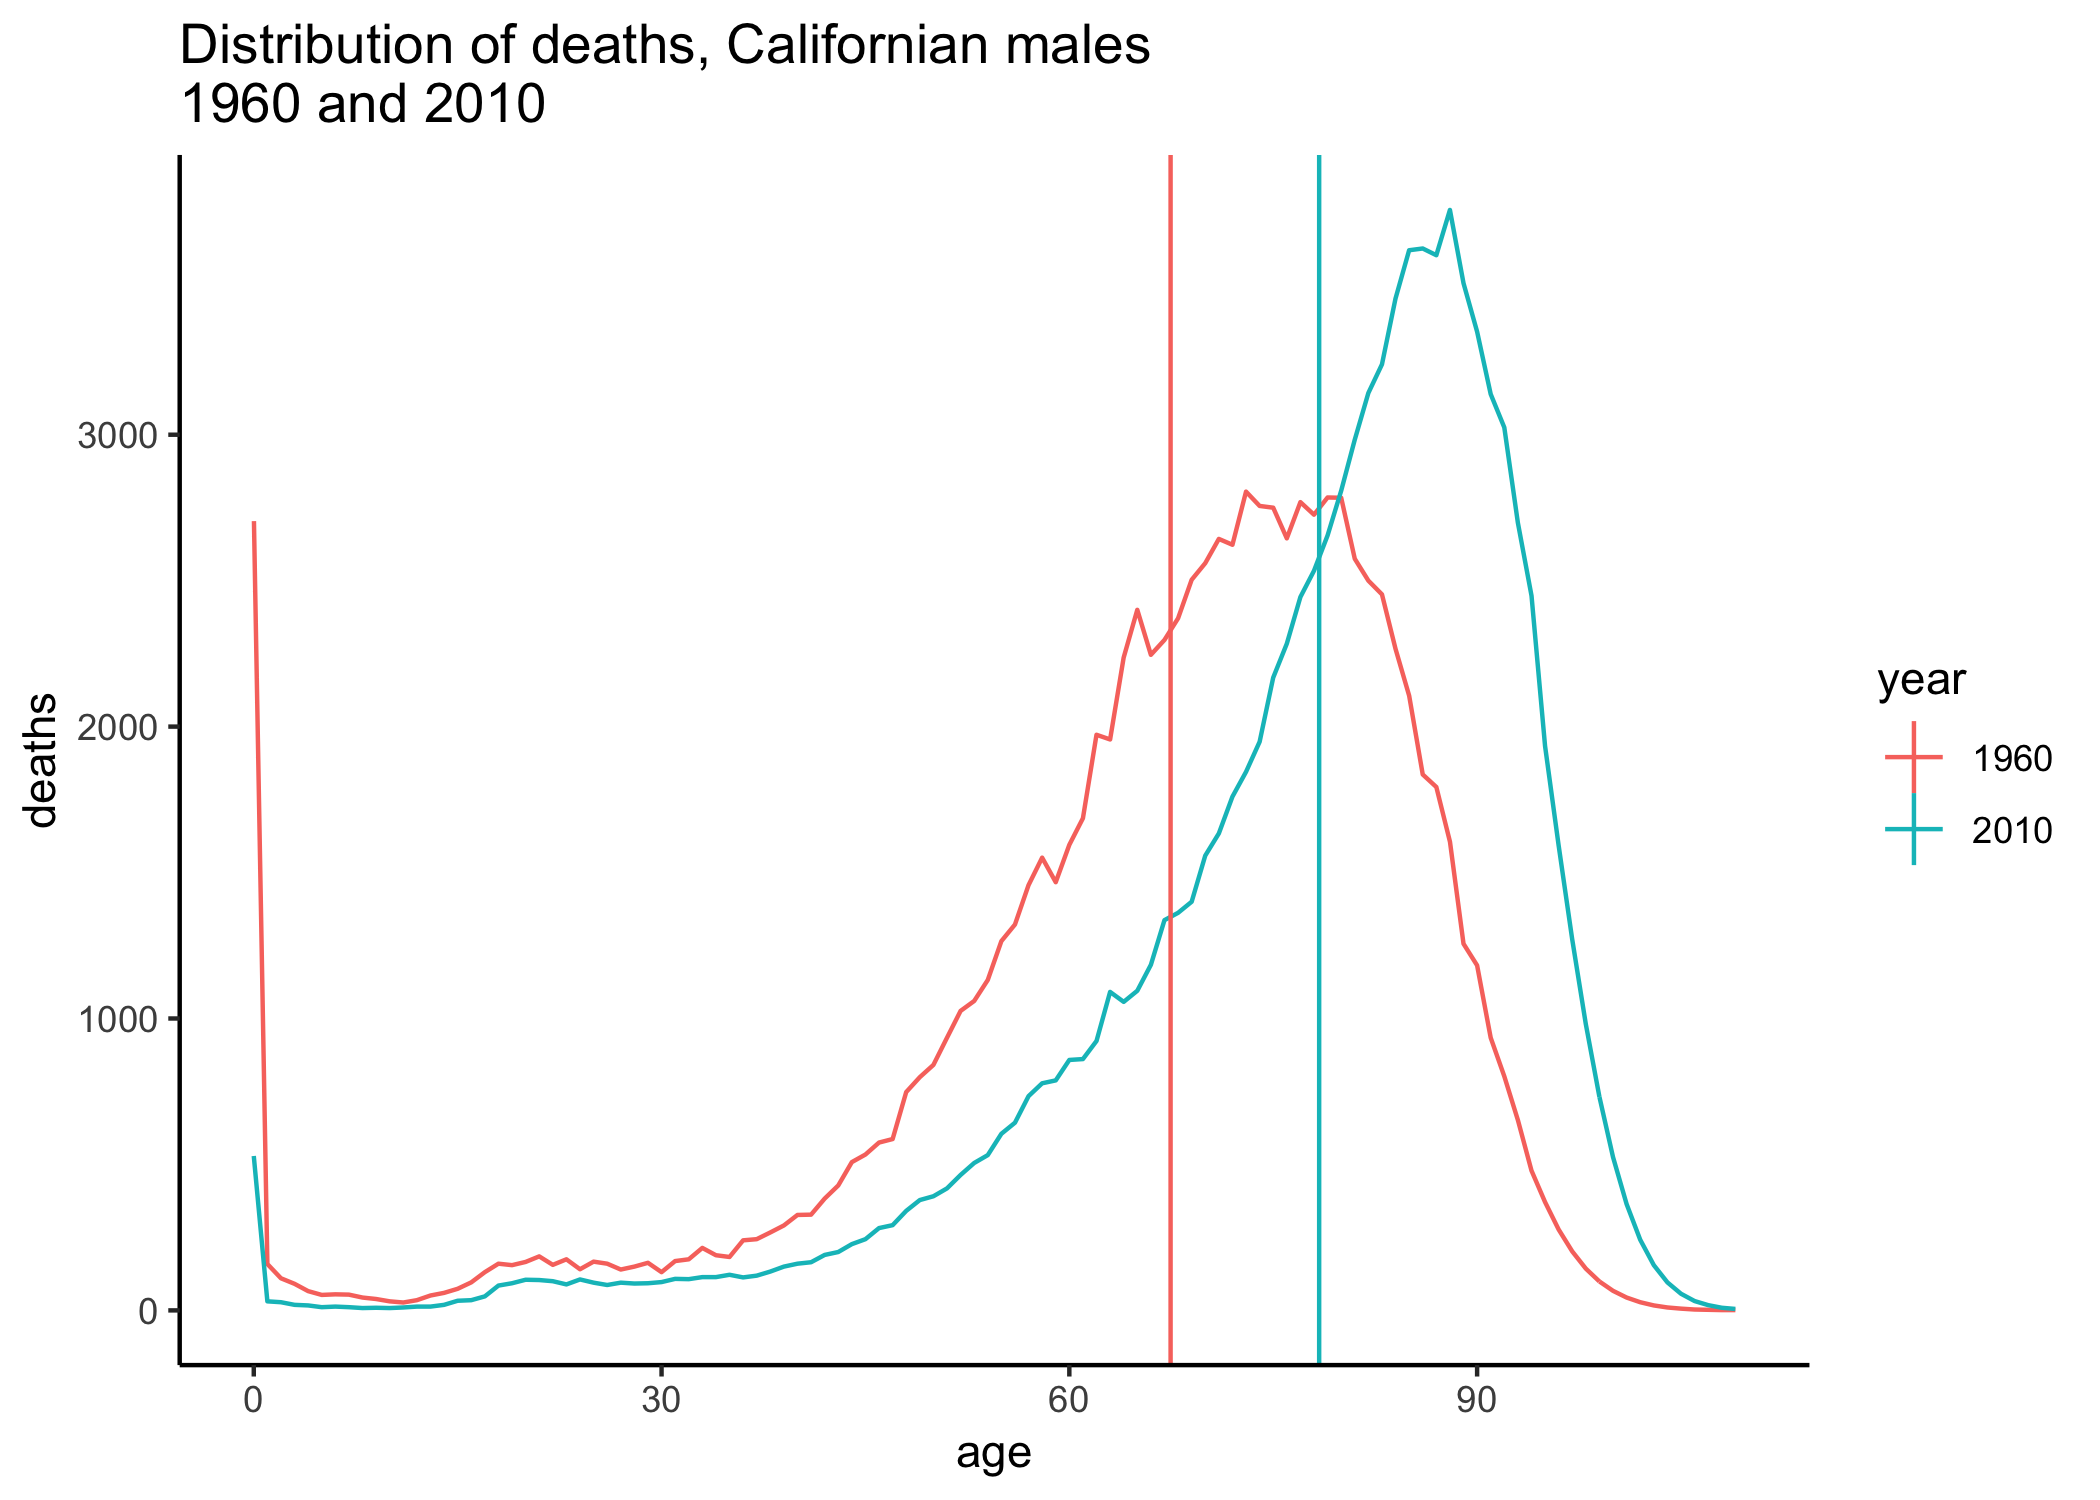 Distribution of deaths, Californian males
1960 and 2010
deaths
3000
2000
1000
0
0 30 60 90
age
year
1960
2010